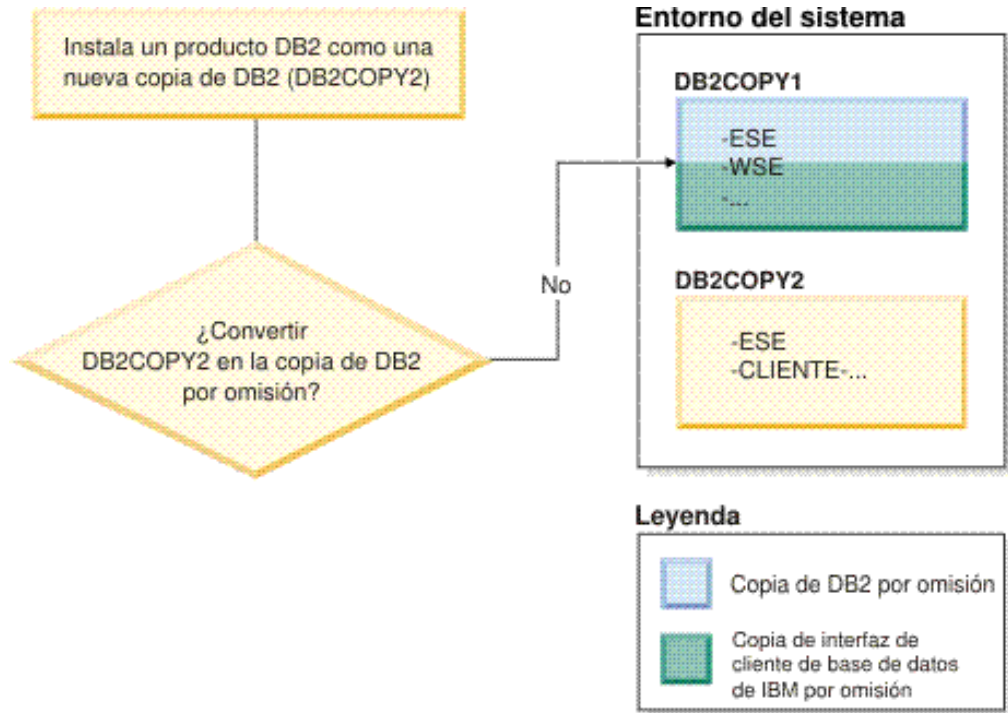 Instala un producto DB2 como una
nueva copia de DB2 (DB2COPY2)
¿Convertir
DB2COPY2 en la copia de DB2
por omisión?
No
Entorno del sistema
DB2COPY1
-ESE
-WSE
-...
DB2COPY2
-ESE
-CLIENTE-...
Leyenda
Copia de DB2 por omisión
Copia de interfaz de
cliente de base de datos
de IBM por omisión